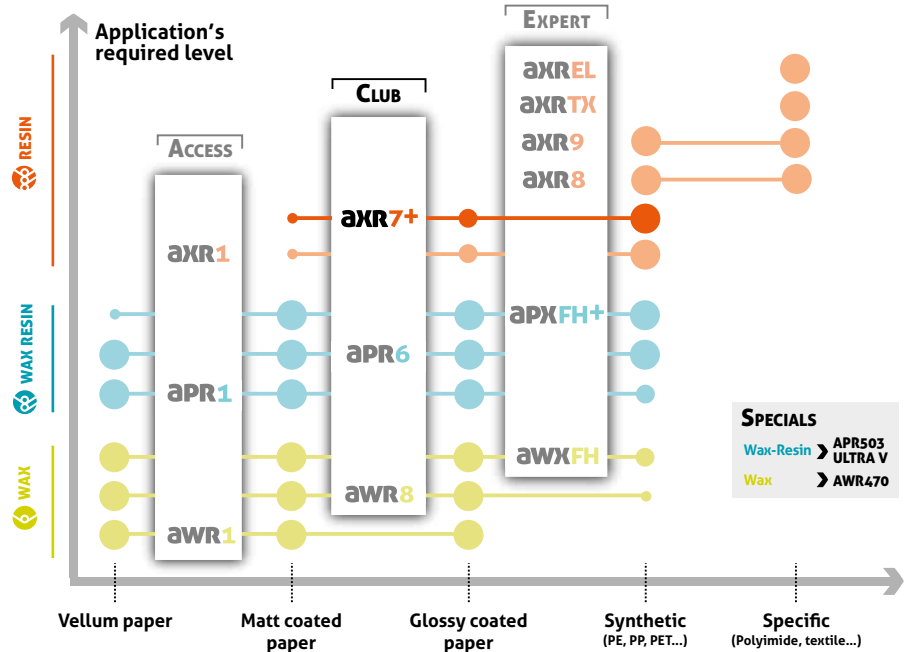 Application's
required level
EXPERT
CLUB
ACCESS
RESIN
WAX RESIN
WAX
aXREL
aXRTX
aXR9
aXR8
aXR7+
aXR1
aPXFH+
aPR6
aPR1
aWXFH
aWR8
aWR1
SPECIALS
Wax-Resin > APR503
ULTRA V
Wax > AWR470
Vellum paper
Matt coated
paper
Glossy coated
paper
Synthetic
(PE, PP, PET...)
Specific
(Polyimide, textile...)